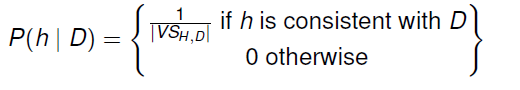 P(h | D) = { 1 / |VS_{H,D}| if h is consistent with D
0 otherwise }